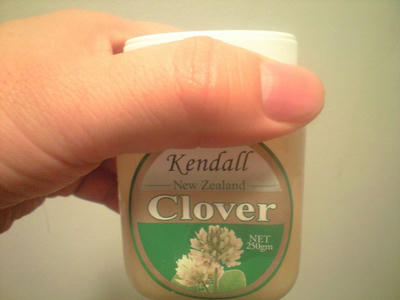 Kendall
New Zealand
Clover
NET
250gm